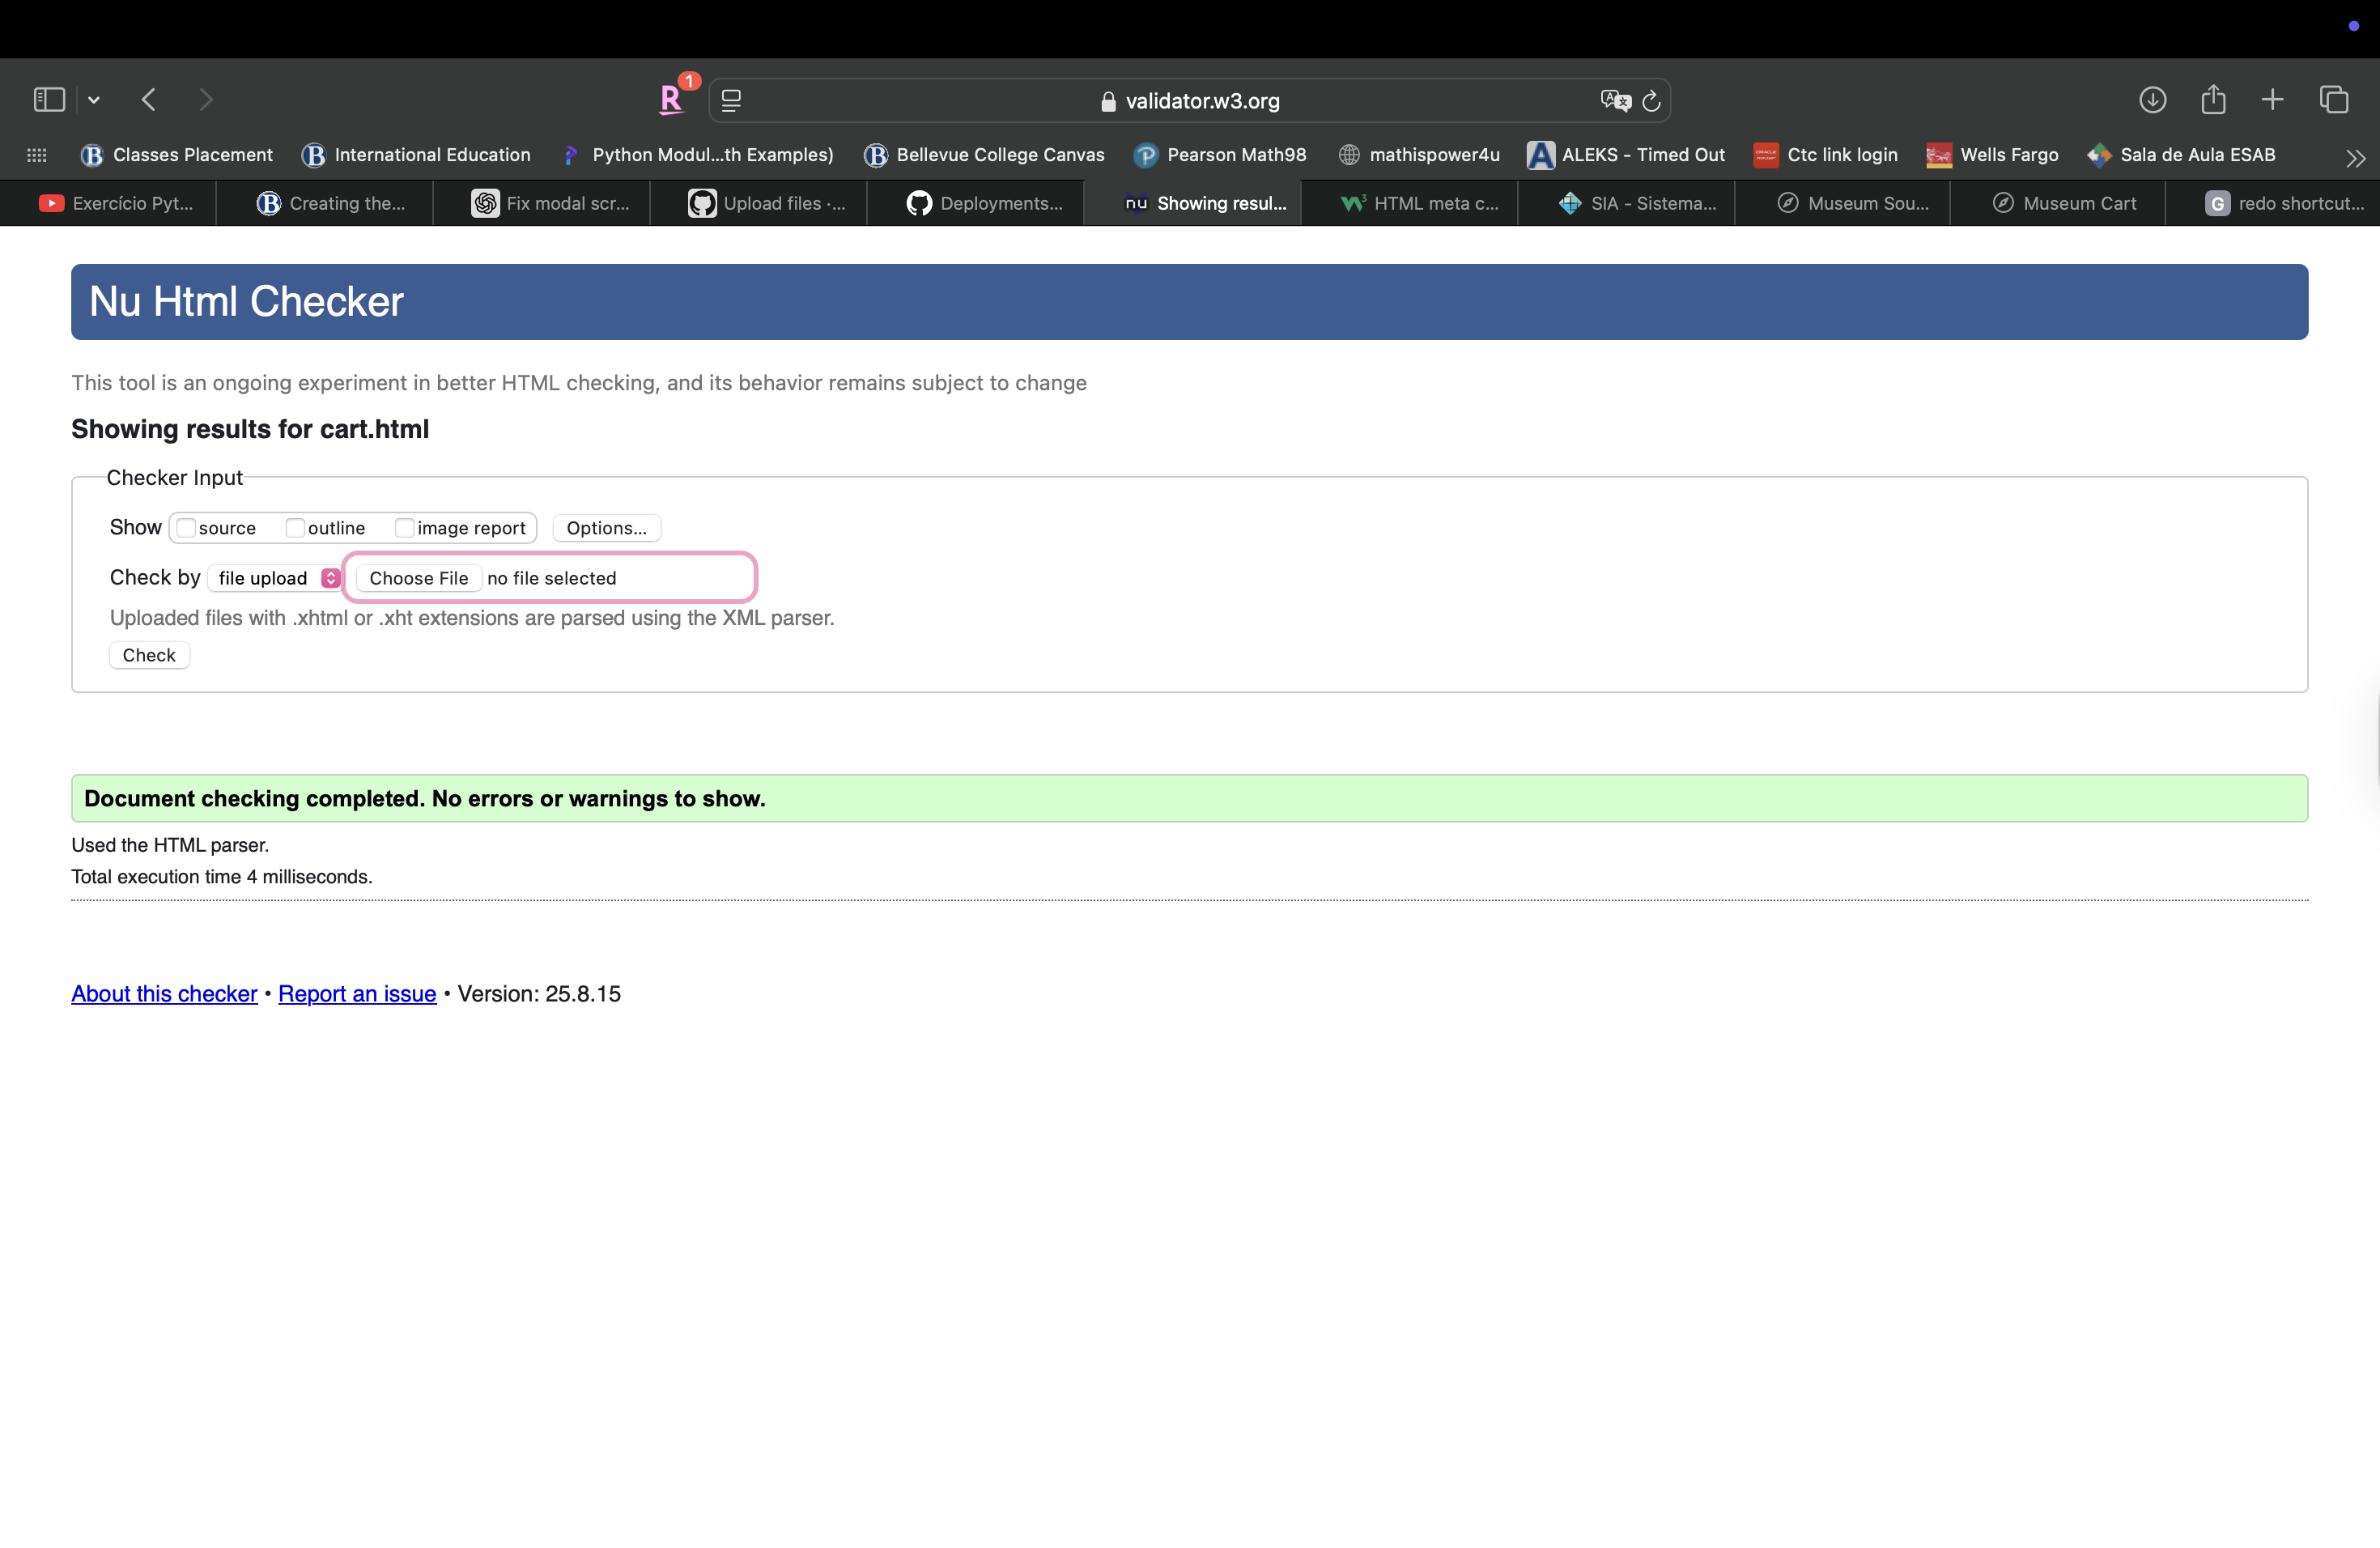 1
validator.w3.org
Classes Placement International Education Python Modul...th Examples) Bellevue College Canvas Pearson Math98 mathispower4u ALEKS - Timed Out Ctc link login Wells Fargo Sala de Aula ESAB
Exercício Pyt... Creating the... Fix modal scr... Upload files ·... Deployments... nu Showing resul... HTML meta c... SIA - Sistema... Museum Sou... Museum Cart G redo shortcut...
Nu Html Checker
This tool is an ongoing experiment in better HTML checking, and its behavior remains subject to change
Showing results for cart.html
Checker Input
Show source outline image report Options...
Check by file upload Choose File no file selected
Uploaded files with .xhtml or .xht extensions are parsed using the XML parser.
Check
Document checking completed. No errors or warnings to show.
Used the HTML parser.
Total execution time 4 milliseconds.
About this checker • Report an issue • Version: 25.8.15